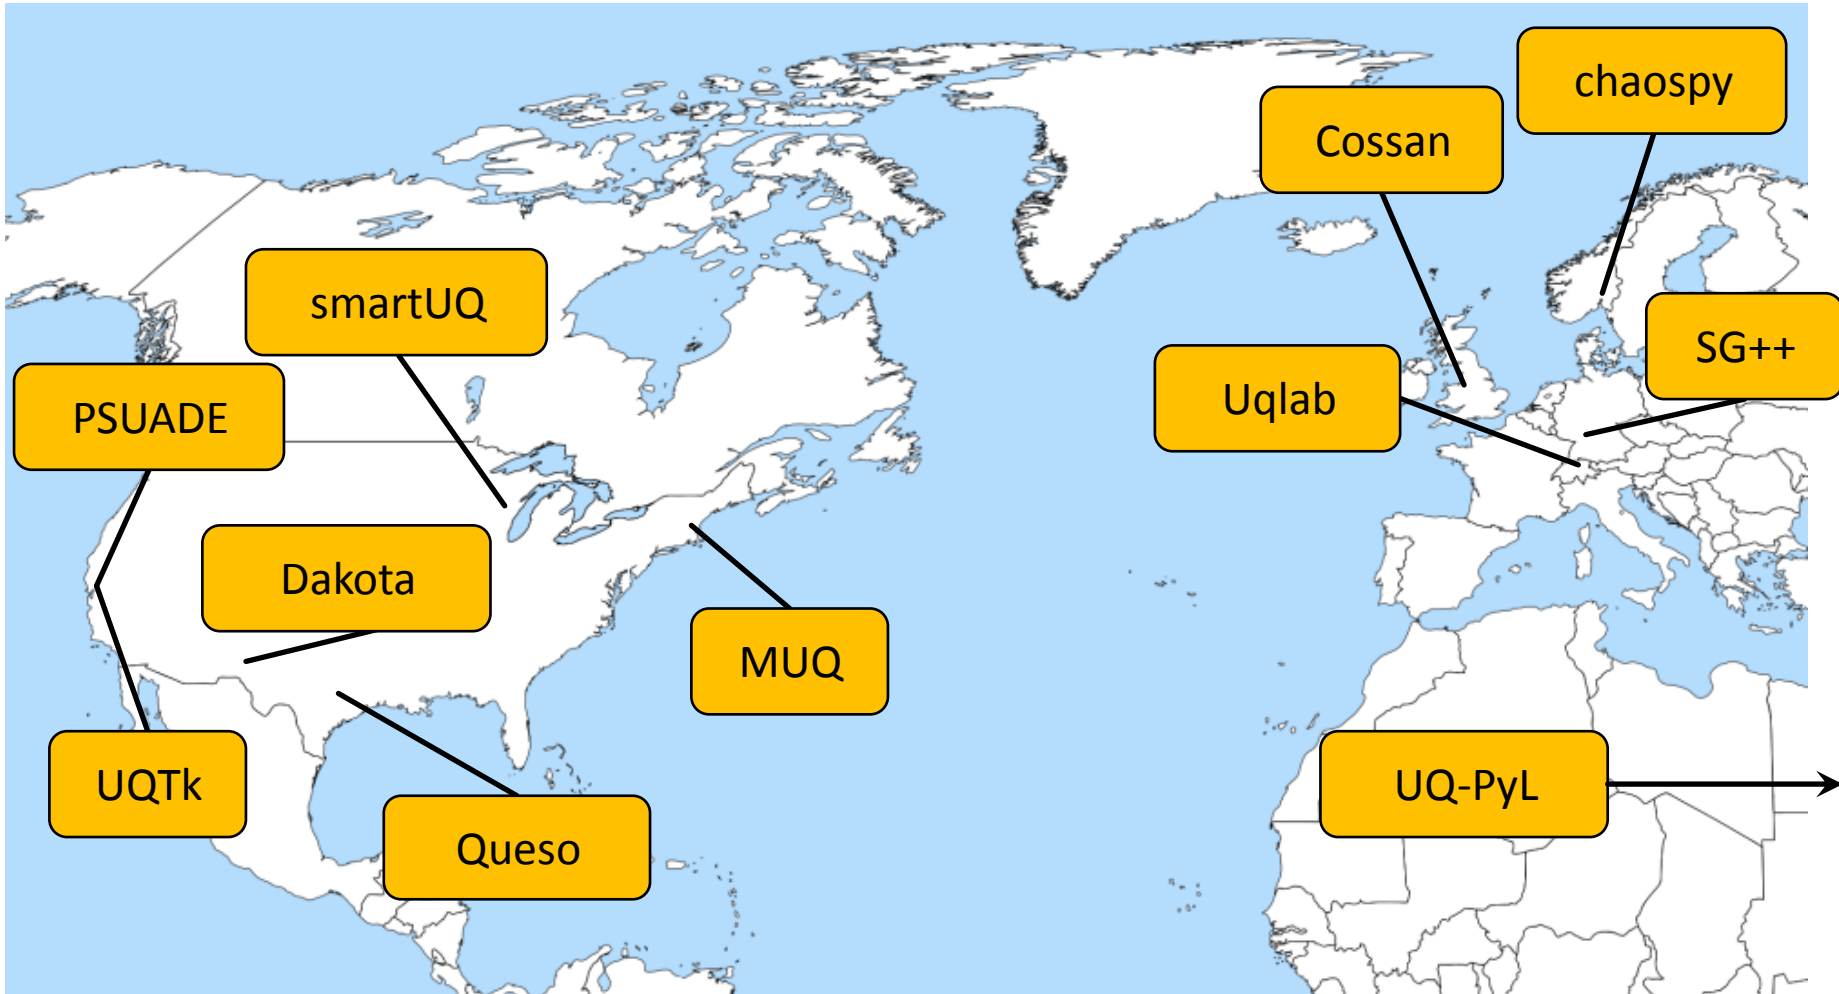 chaospy
Cossan
smartUQ
SG++
Uqlab
PSUADE
Dakota
MUQ
UQTk
UQ-PyL
Queso